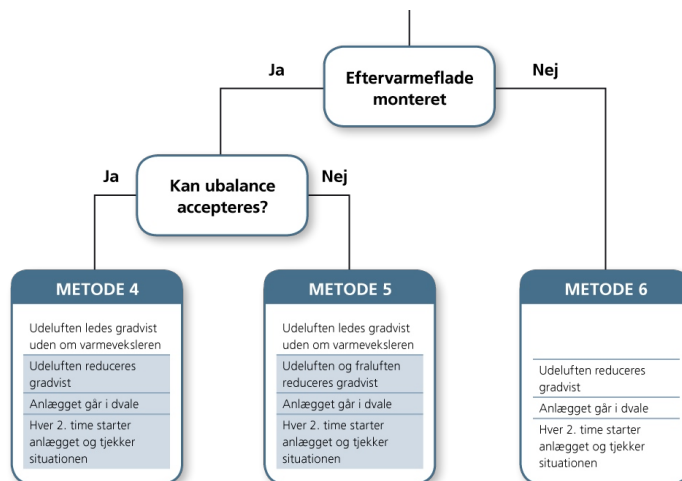 Ja
Eftervarmeflade
monteret
Nej
Ja
Kan ubalance
accepteres?
Nej
METODE 4
Udeluften ledes gradvist
uden om varmeveksleren
Udeluften reduceres
gradvist
Anlægget går i dvale
Hver 2. time starter
anlægget og tjekker
situationen
METODE 5
Udeluften ledes gradvist
uden om varmeveksleren
Udeluften og fraluften
reduceres gradvist
Anlægget går i dvale
Hver 2. time starter
anlægget og tjekker
situationen
METODE 6
Udeluften reduceres
gradvist
Anlægget går i dvale
Hver 2. time starter
anlægget og tjekker
situationen